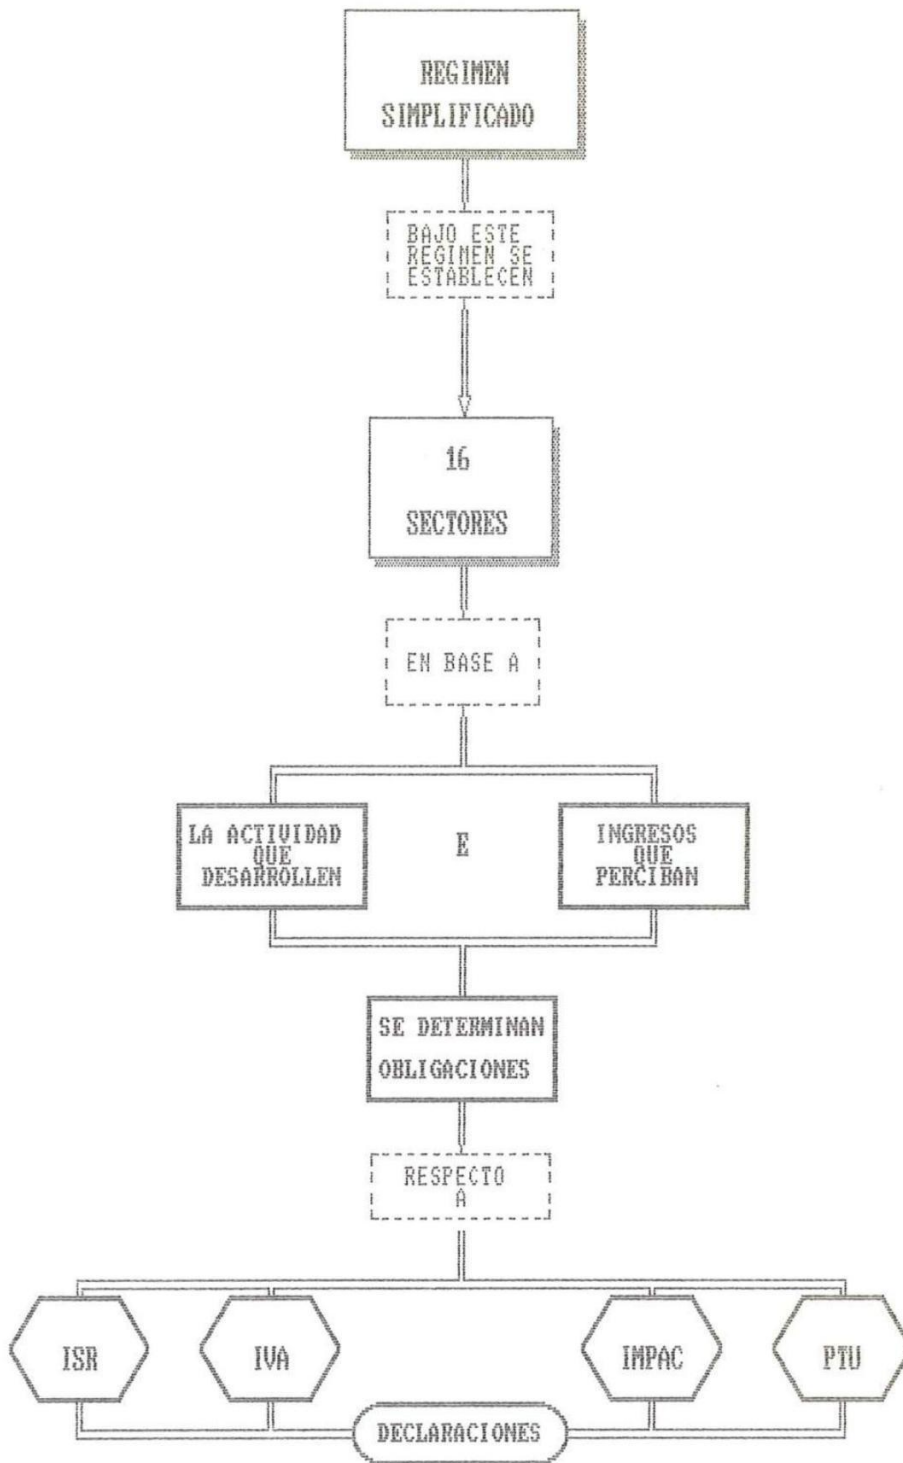 REGIMEN
SIMPLIFICADO
BAJO ESTE
REGIMEN SE
ESTABLECEN
16
SECTORES
EN BASE A
LA ACTIVIDAD
QUE
DESARROLLEN
E
INGRESOS
QUE
PERCIBAN
SE DETERMINAN
OBLIGACIONES
RESPECTO
A
ISR
IVA
IMPAC
PTU
DECLARACIONES